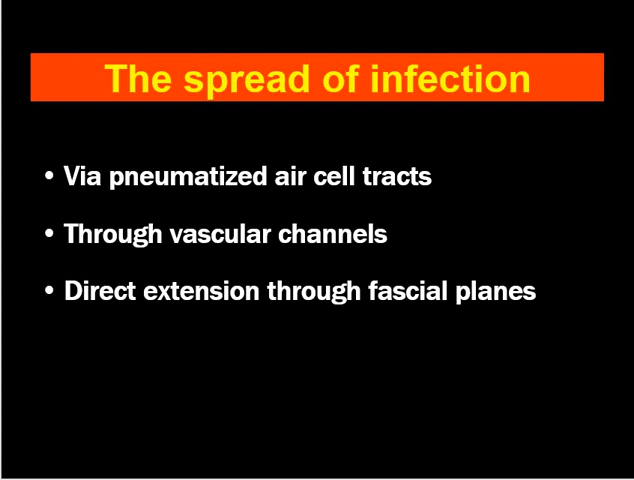 The spread of infection
• Via pneumatized air cell tracts
• Through vascular channels
• Direct extension through fascial planes